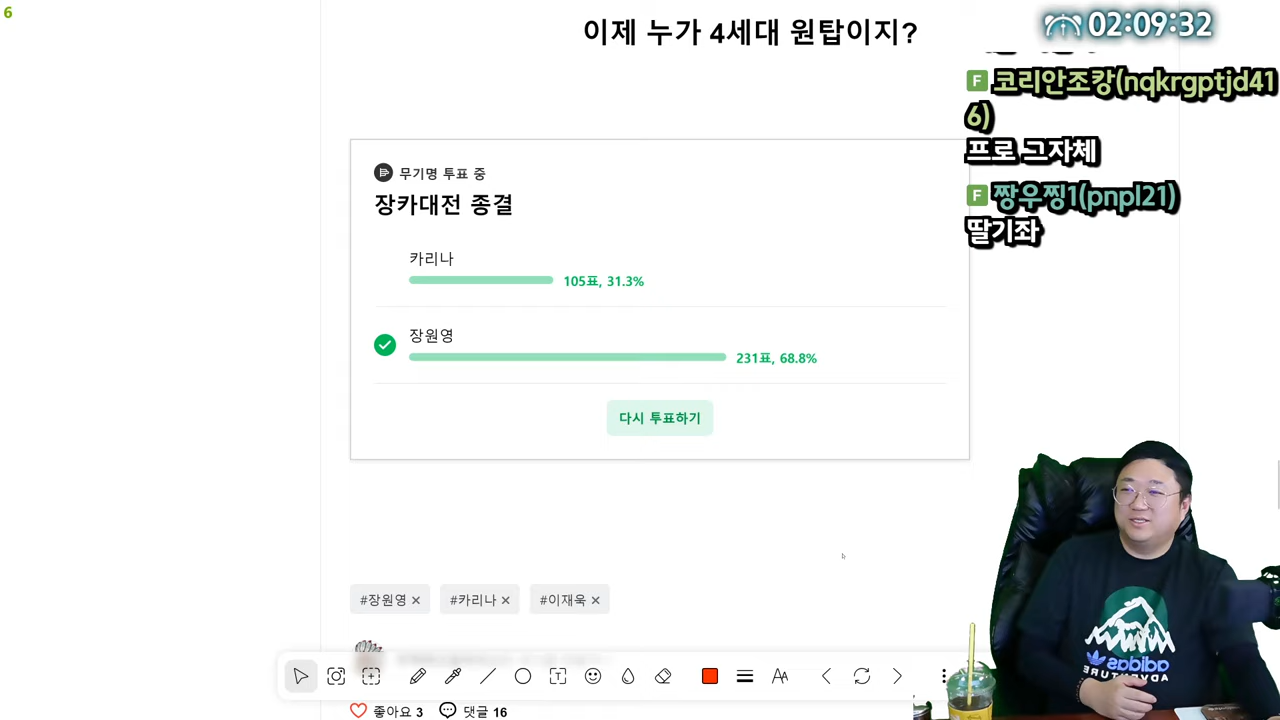 6
이제 누가 4세대 원탑이지?
02:09:32
F 코리안조캉(nqkrgptjd41
6)
프로 그자체
F 짱우찡1(pnpl21)
딸기좌
무기명 투표 중
장카대전 종결
카리나
105표, 31.3%
장원영
231표, 68.8%
다시 투표하기
#장원영 × #카리나 × #이재욱 ×
좋아요 3 댓글 16
adidas
ADVENTURE